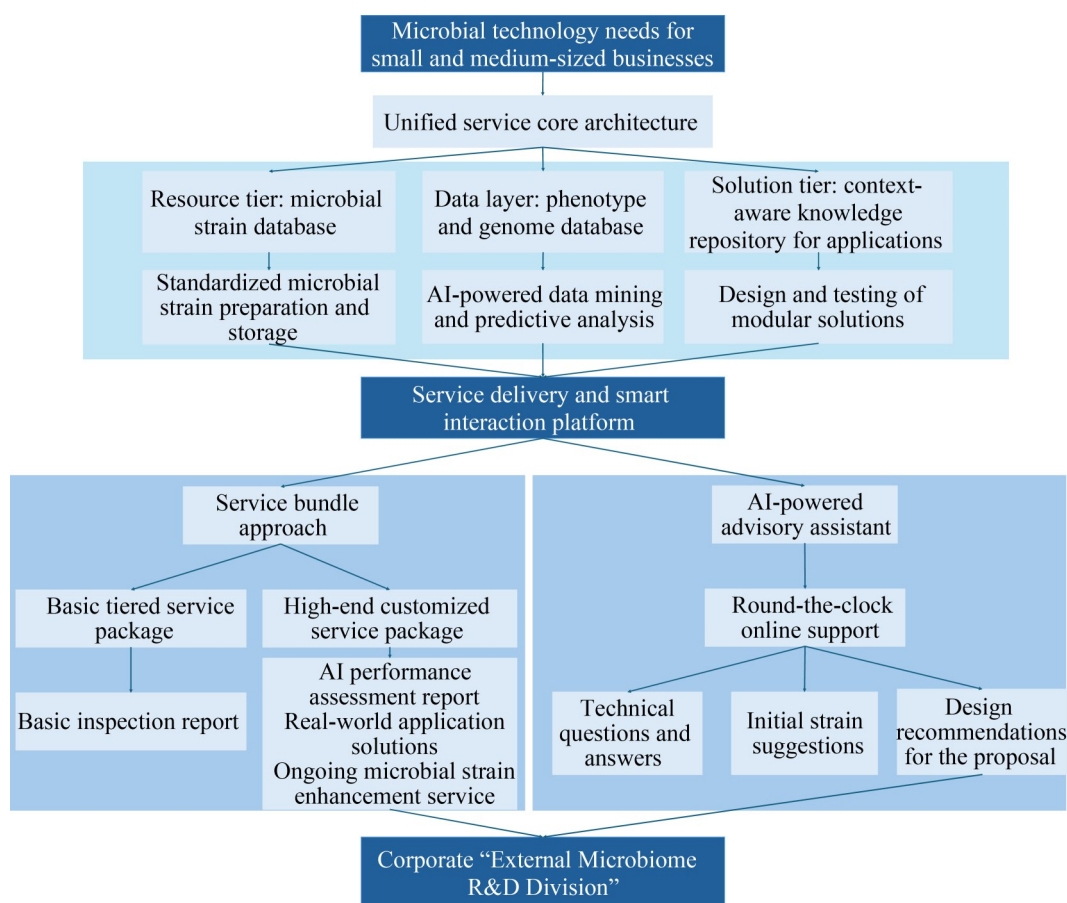 Microbial technology needs for
small and medium-sized businesses
Unified service core architecture
Resource tier: microbial
strain database
Data layer: phenotype
and genome database
Solution tier: context-
aware knowledge
repository for applications
Standardized microbial
strain preparation and
storage
AI-powered data mining
and predictive analysis
Design and testing of
modular solutions
Service delivery and smart
interaction platform
Service bundle
approach
AI-powered
advisory assistant
Basic tiered service
package
High-end customized
service package
Round-the-clock
online support
Basic inspection report
AI performance
assessment report
Real-world application
solutions
Ongoing microbial strain
enhancement service
Technical
questions and
answers
Initial strain
suggestions
Design
recommendations
for the proposal
Corporate “External Microbiome
R&D Division”